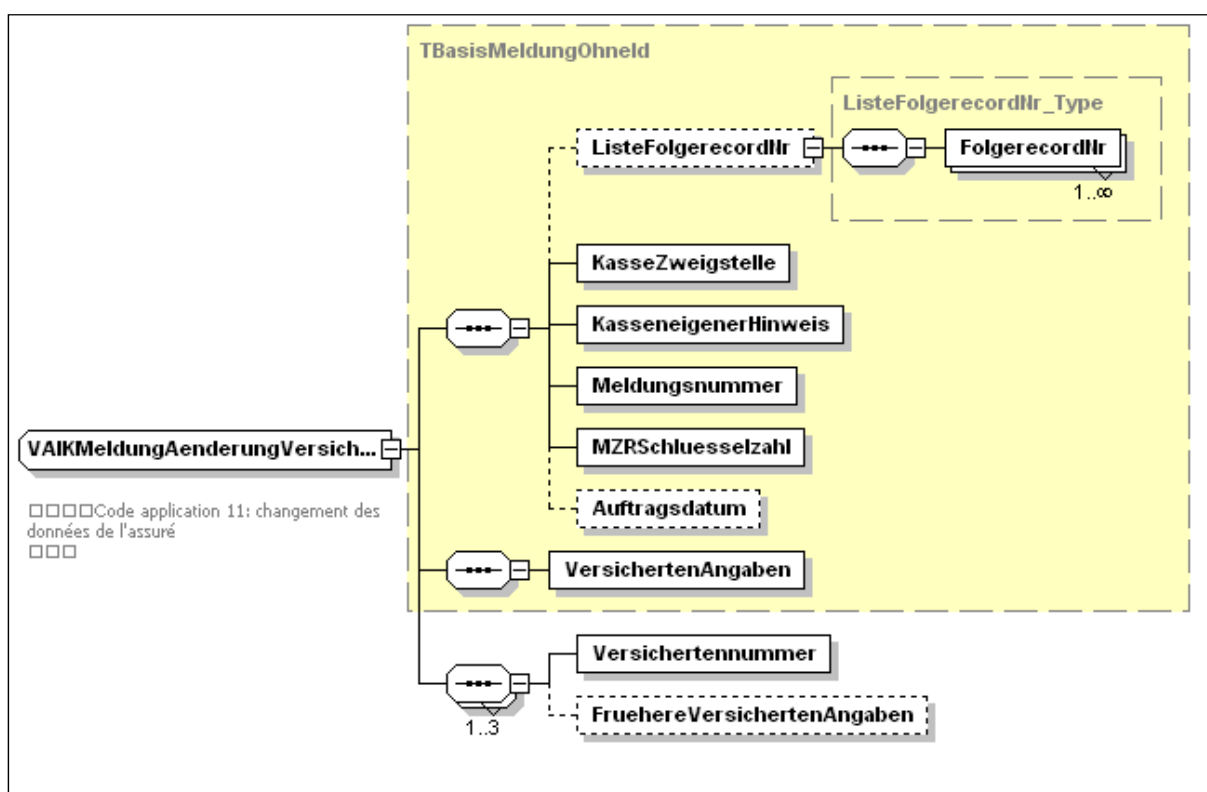 TBasisMeldungOhneId
ListeFolgerecordNr_Type
ListeFolgerecordNr
FolgerecordNr
1..∞
KasseZweigstelle
KasseneigenerHinweis
Meldungsnummer
VAIKMeldungAenderungVersich...
MZRSchluesselzahl
□□□□Code application 11: changement des
données de l'assuré
□□□
Auftragsdatum
VersichertenAngaben
Versichertennummer
FruehereVersichertenAngaben
1..3